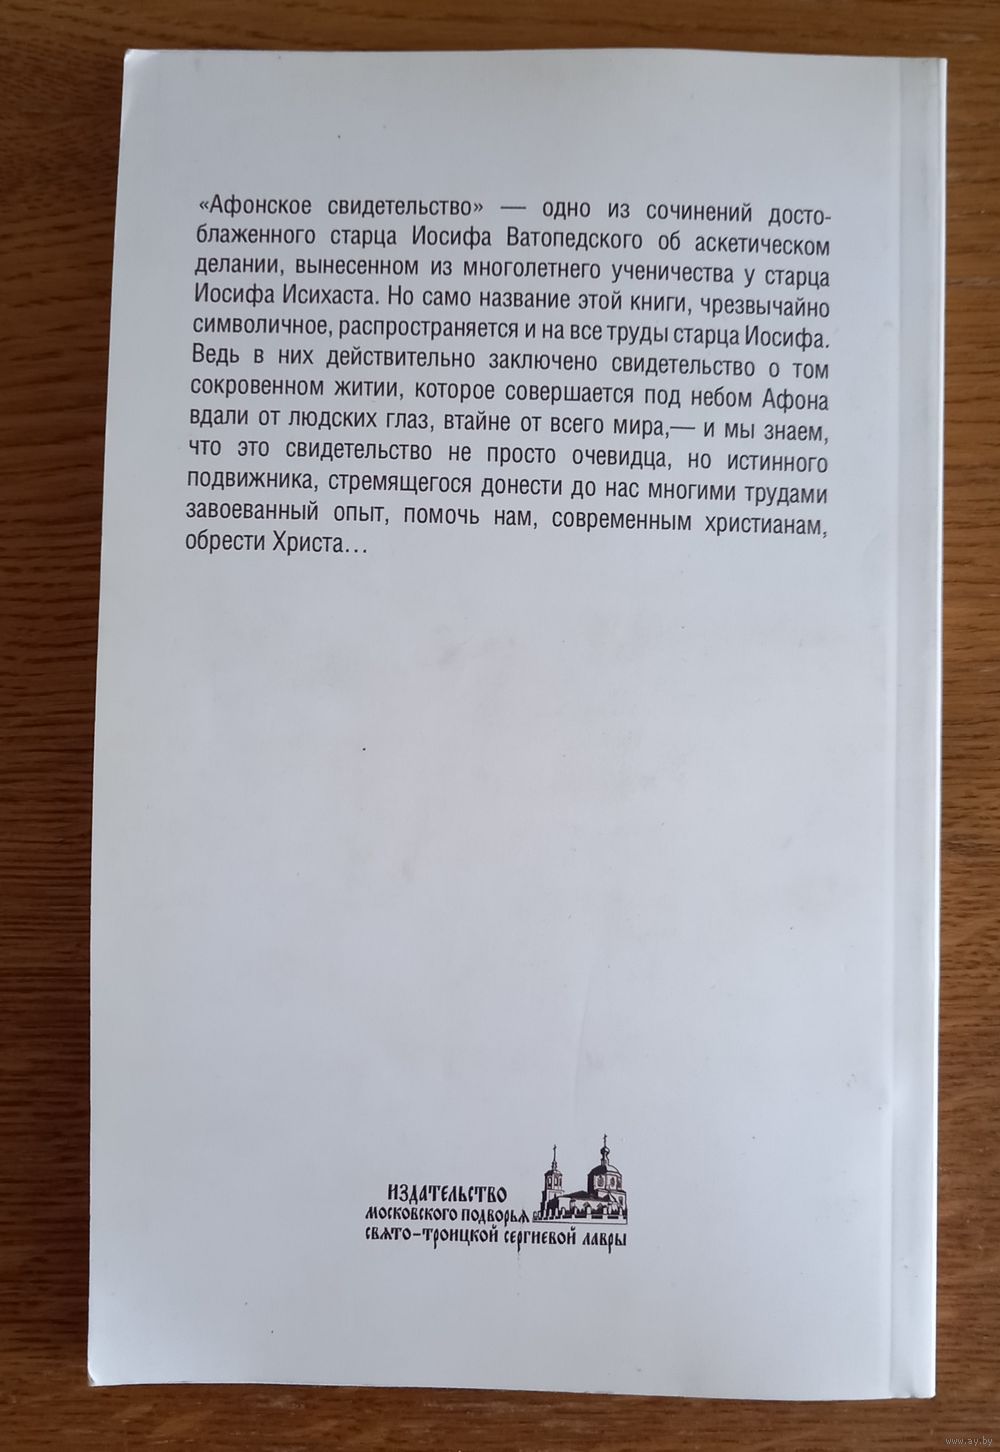 «Афонское свидетельство» — одно из сочинений досто-
блаженного старца Иосифа Ватопедского об аскетическом
делании, вынесенном из многолетнего ученичества у старца
Иосифа Исихаста. Но само название этой книги, чрезвычайно
символичное, распространяется и на все труды старца Иосифа.
Ведь в них действительно заключено свидетельство о том
сокровенном житии, которое совершается под небом Афона
вдали от людских глаз, втайне от всего мира,— и мы знаем,
что это свидетельство не просто очевидца, но истинного
подвижника, стремящегося донести до нас многими трудами
завоеванный опыт, помочь нам, современным христианам,
обрести Христа...
ИЗДАТЕЛЬСТВО
МОСКОВСКОГО ПОДВОРЬЯ
СВЯТО-ТРОИЦКОЙ СЕРГИЕВОЙ ЛАВРЫ
www.ay.by